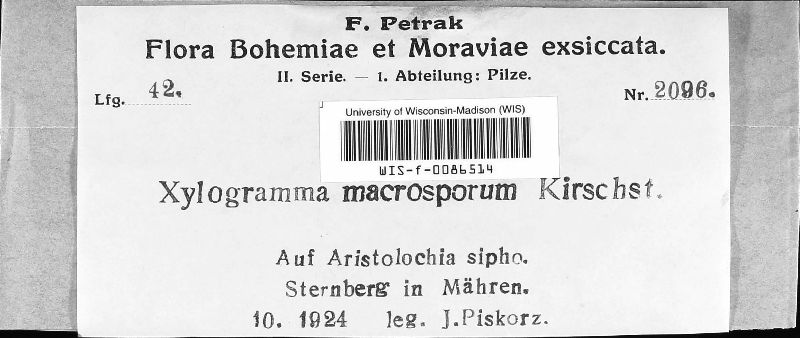 F. Petrak
Flora Bohemiae et Moraviae exsiccata.
II. Serie. — 1. Abteilung: Pilze.
Lfg. 42.
Nr. 2096.
University of Wisconsin-Madison (WIS)
WIS-f-0086514
Xylogramma macrosporum Kirschst.
Auf Aristolochia sipho.
Sternberg in Mähren.
10. 1924 leg. J.Piskorz.